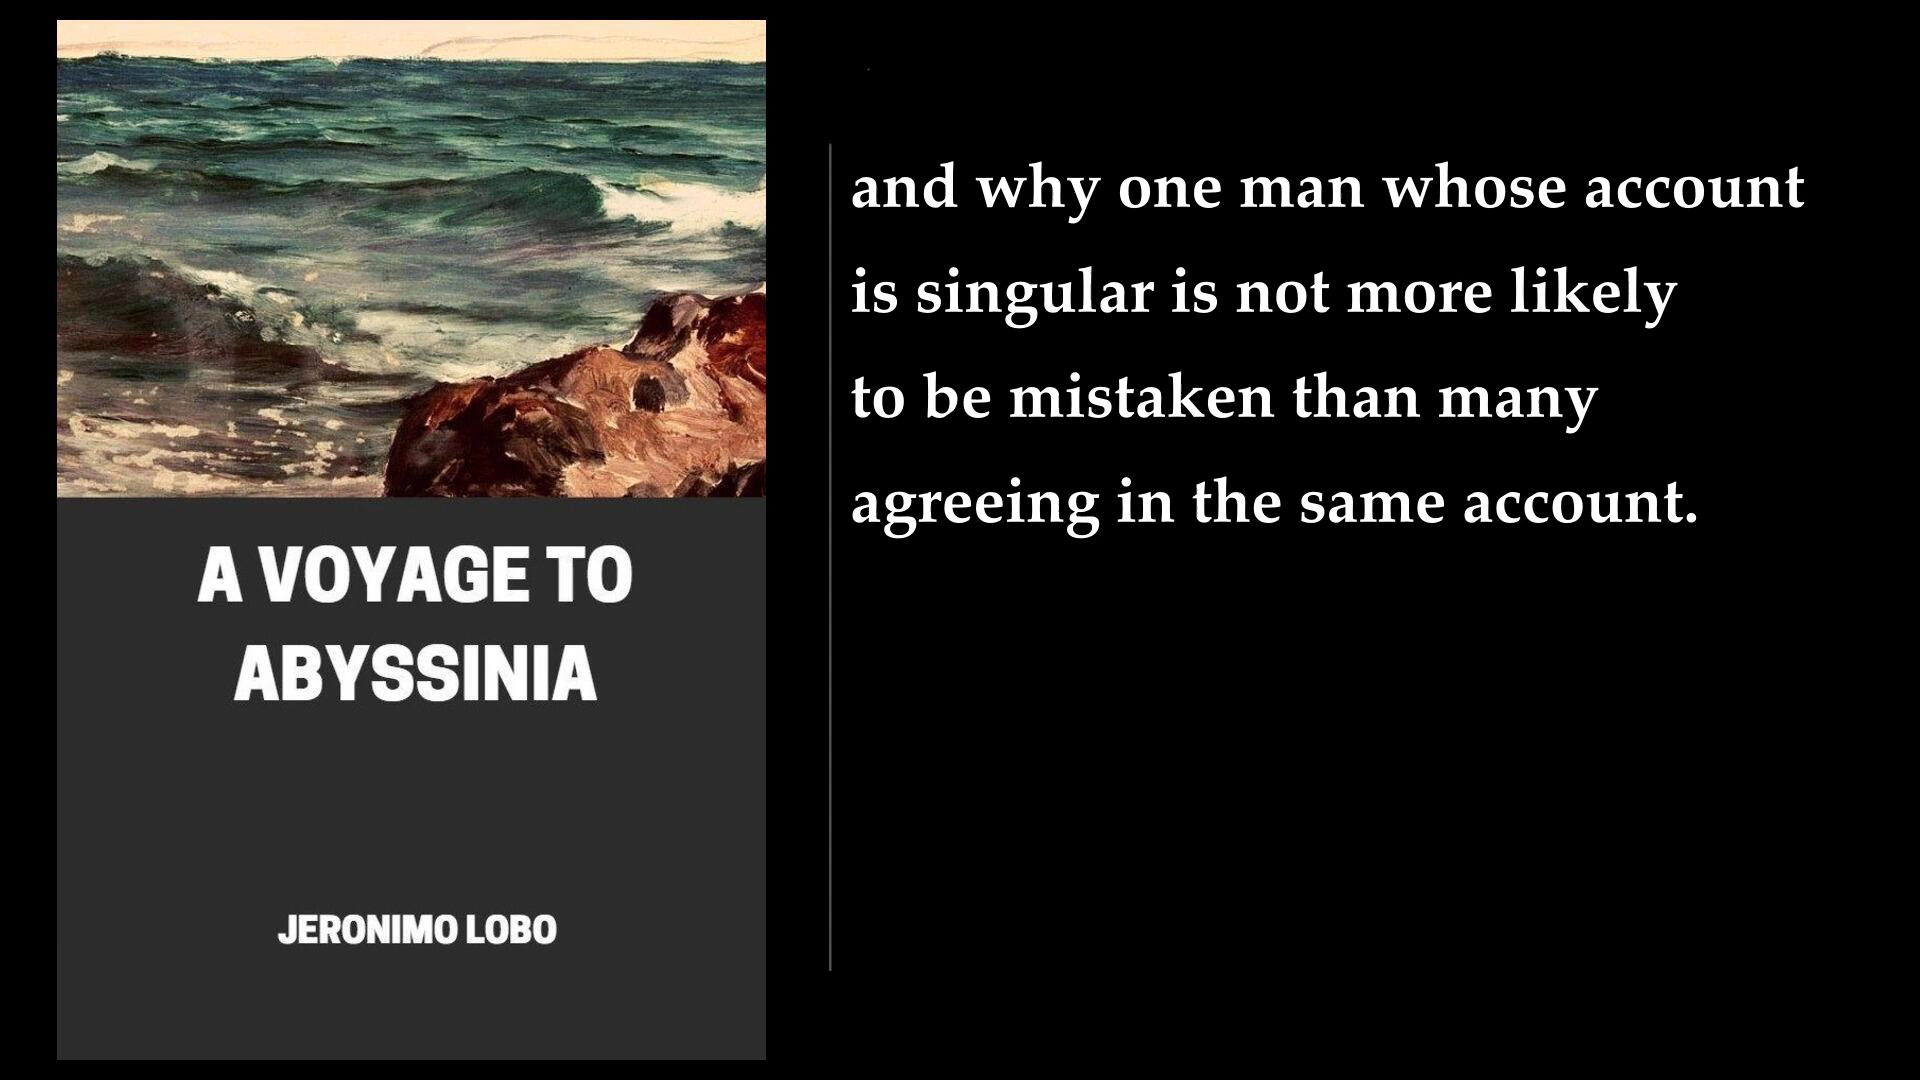 A VOYAGE TO
ABYSSINIA
JERONIMO LOBO
and why one man whose account
is singular is not more likely
to be mistaken than many
agreeing in the same account.